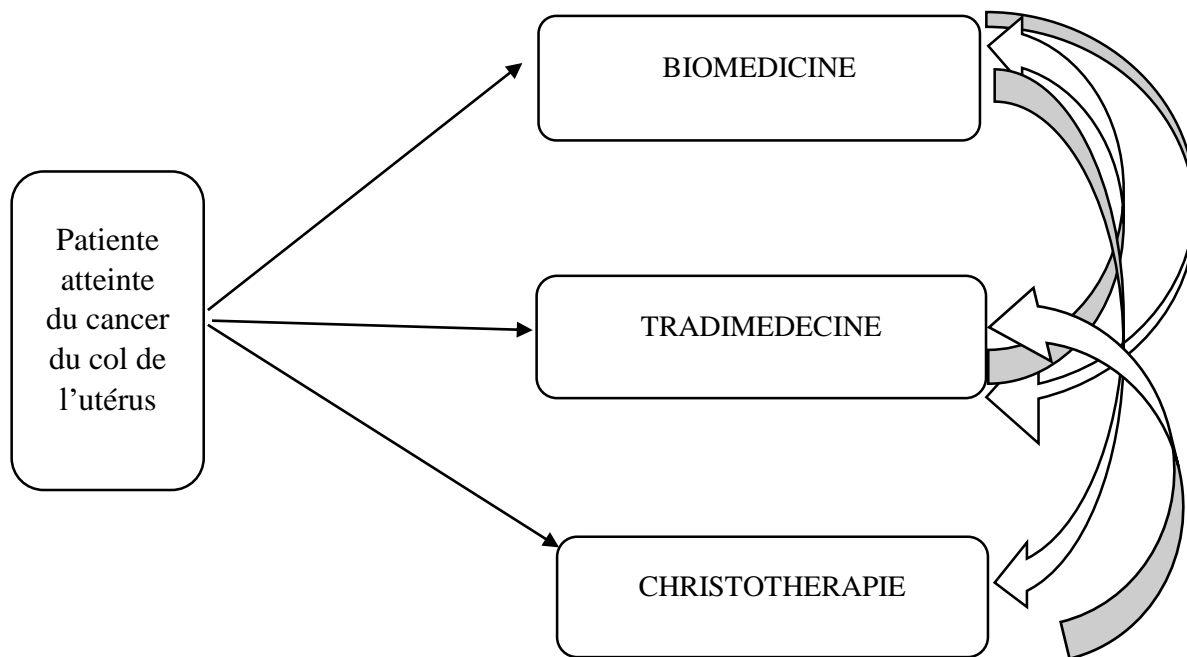 BIOMEDICINE
Patiente
atteinte
du cancer
du col de
l’utérus
TRADIMEDECINE
CHRISTOTHERAPIE